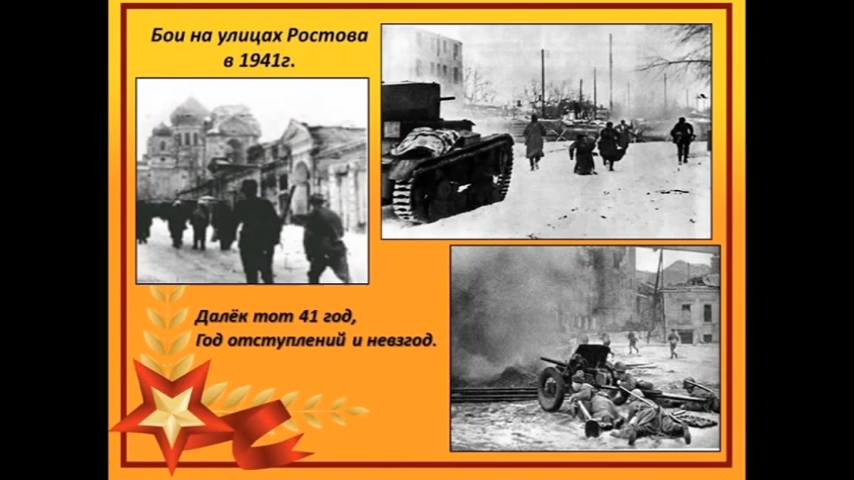 Бои на улицах Ростова
в 1941г.
Далёк тот 41 год,
Год отступлений и невзгод.